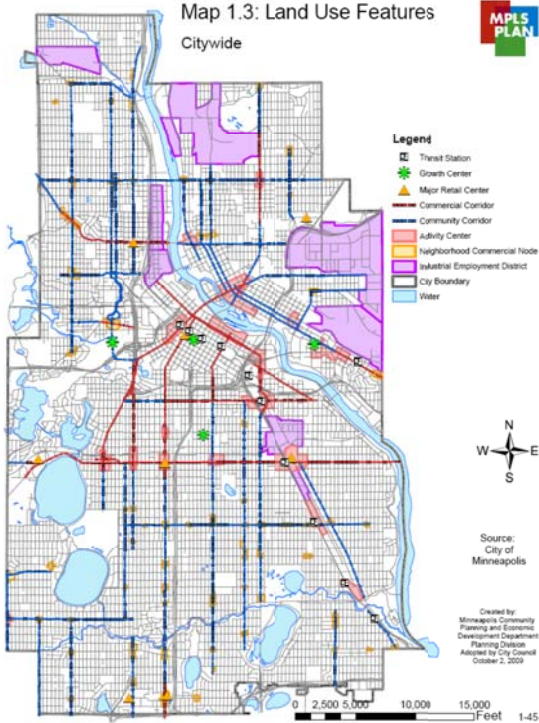 Map 1.3: Land Use Features
Citywide
MPLS
PLAN
Legend
Transit Station
Growth Center
Major Retail Center
Commercial Corridor
Community Corridor
Activity Center
Neighborhood Commercial Node
Industrial Employment District
City Boundary
Water
N
W E
S
Source:
City of
Minneapolis
Created by:
Minneapolis Community
Planning and Economic
Development Department
Planning Division
Adopted by City Council
October 2, 2009
0 2,500 5,000 10,000 15,000
Feet 1-45